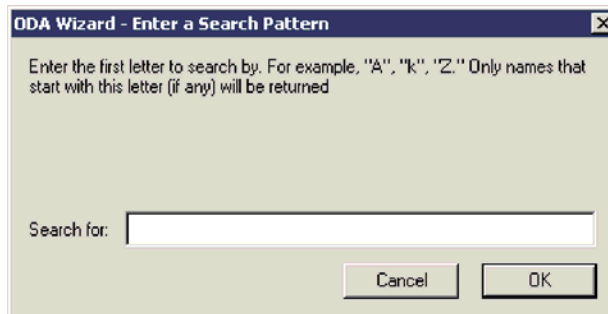 ODA Wizard - Enter a Search Pattern
Enter the first letter to search by. For example, "A", "k", "Z." Only names that
start with this letter (if any) will be returned
Search for:
Cancel OK